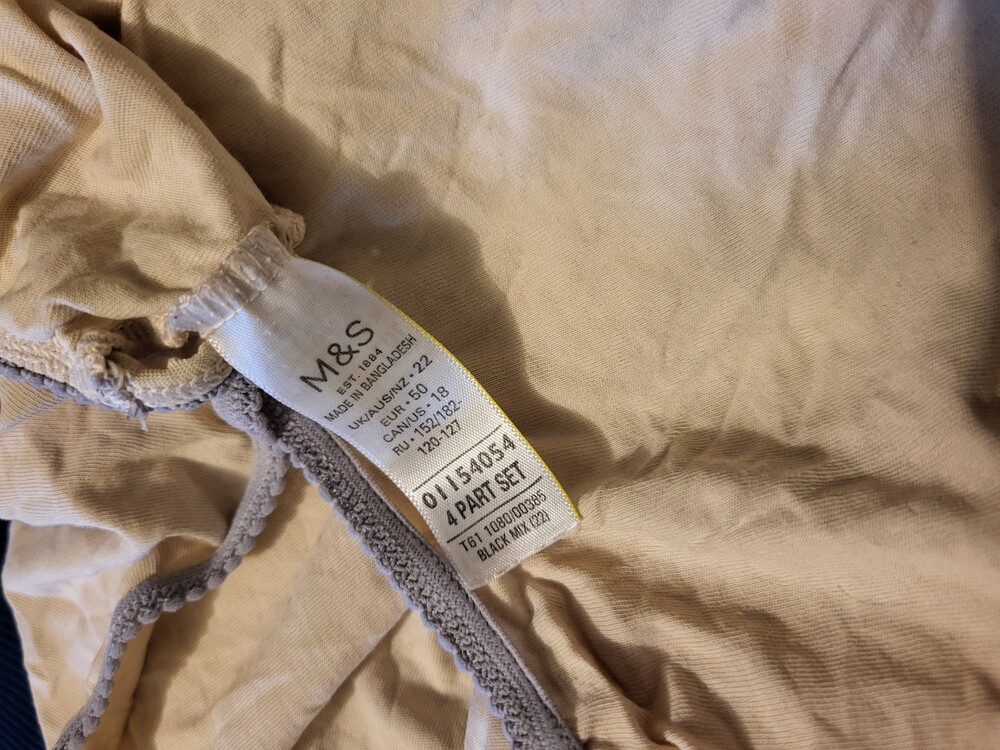 M&S
EST. 1884
MADE IN BANGLADESH
UK/AUS/NZ • 22
EUR • 50
CAN/US • 18
RU • 152/182-
120-127
01154054
4 PART SET
T61 1080/00385
BLACK MIX (22)